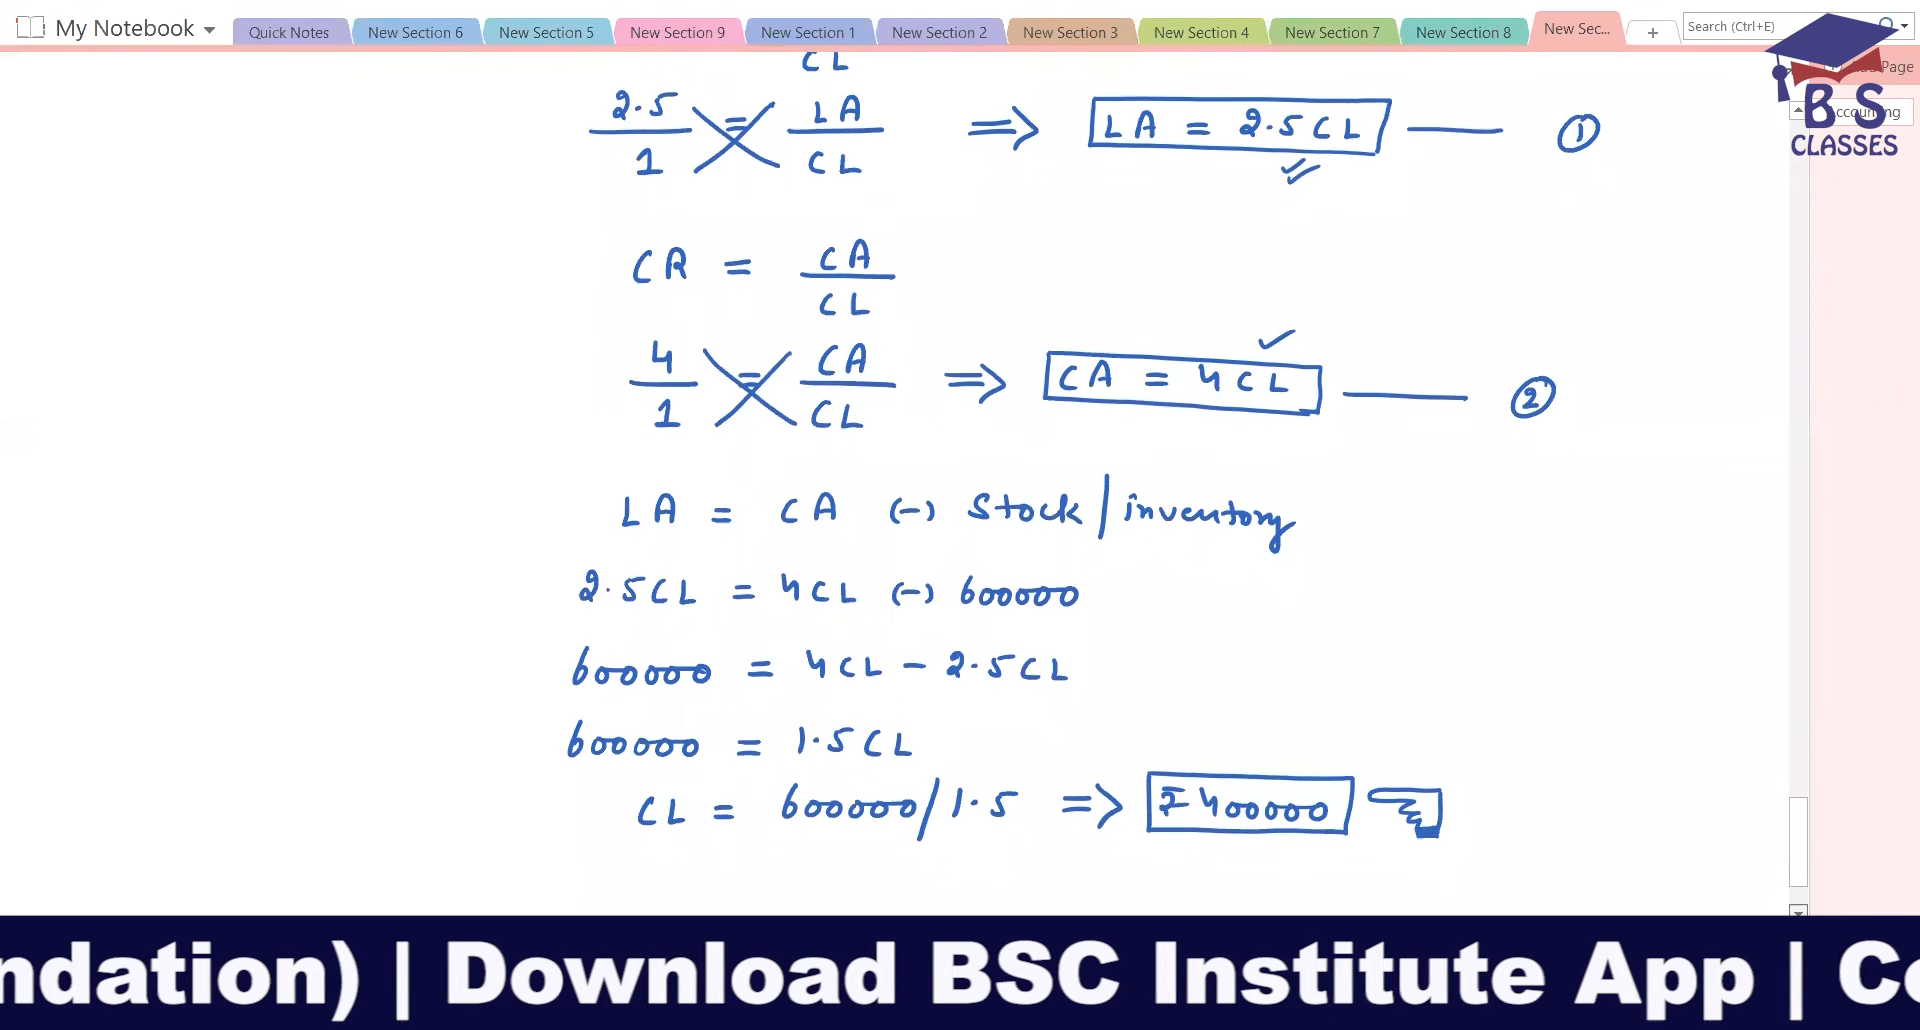 My Notebook
Quick Notes New Section 6 New Section 5 New Section 9 New Section 1 New Section 2 New Section 3 New Section 4 New Section 7 New Section 8 New Sec... +
Search (Ctrl+E)
Page
Accounting
BS
CLASSES
CL
2.5/1 = LA/CL ⇒ LA = 2.5CL ①
CR = CA/CL
4/1 = CA/CL ⇒ CA = 4CL ②
LA = CA (-) Stock/inventory
2.5CL = 4CL (-) 600000
600000 = 4CL - 2.5CL
600000 = 1.5CL
CL = 600000/1.5 ⇒ ₹400000
ndation) | Download BSC Institute App | Co